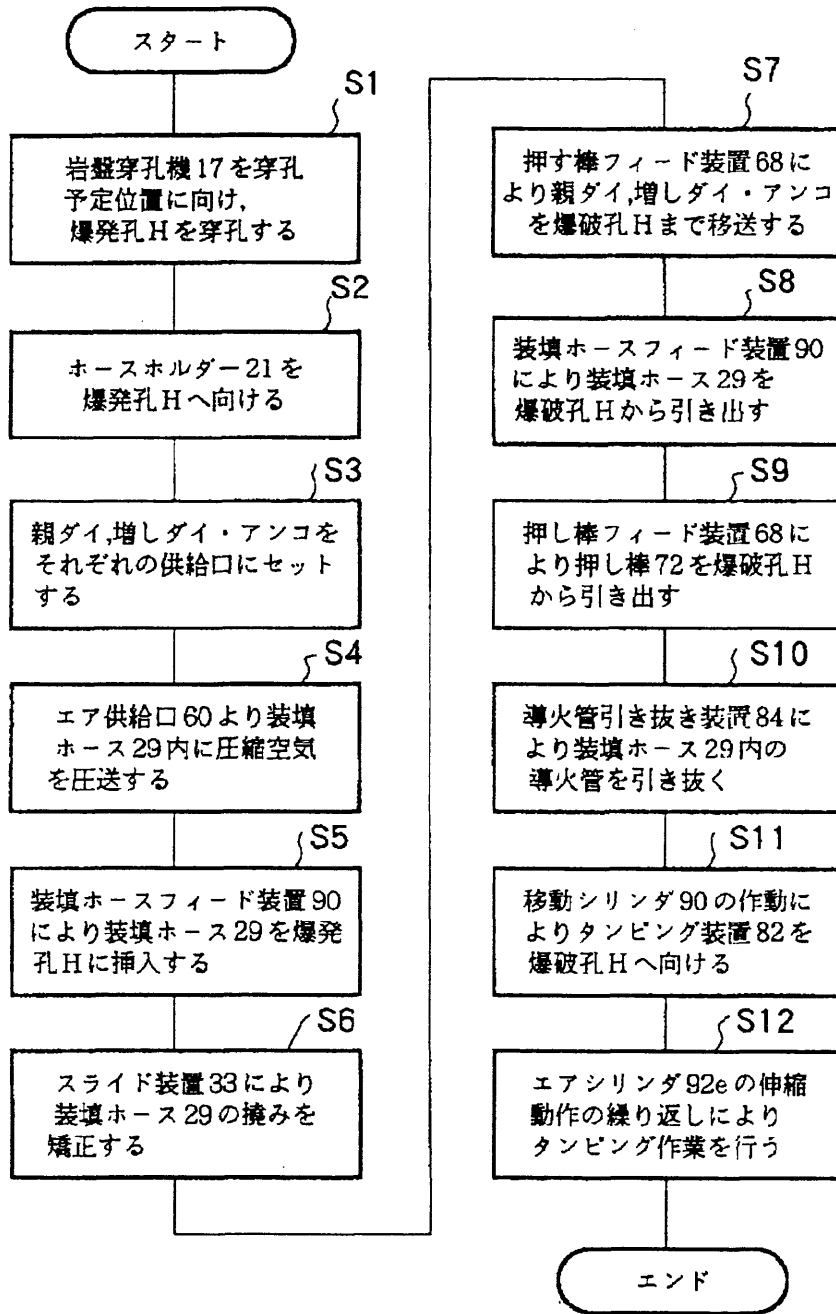 スタート
S1
岩盤穿孔機17を穿孔
予定位置に向け,
爆発孔Hを穿孔する
S2
ホースホルダー21を
爆発孔Hへ向ける
S3
親ダイ,増しダイ・アンコを
それぞれの供給口にセット
する
S4
エア供給口60より装填
ホース29内に圧縮空気
を圧送する
S5
装填ホースフィード装置90
により装填ホース29を爆発
孔Hに挿入する
S6
スライド装置33により
装填ホース29の撓みを
矯正する
S7
押す棒フィード装置68に
より親ダイ,増しダイ・アンコ
を爆破孔Hまで移送する
S8
装填ホースフィード装置90
により装填ホース29を
爆破孔Hから引き出す
S9
押し棒フィード装置68に
より押し棒72を爆破孔H
から引き出す
S10
導火管引き抜き装置84に
より装填ホース29内の
導火管を引き抜く
S11
移動シリンダ90の作動に
よりタンピング装置82を
爆破孔Hへ向ける
S12
エアシリンダ92eの伸縮
動作の繰り返しにより
タンピング作業を行う
エンド